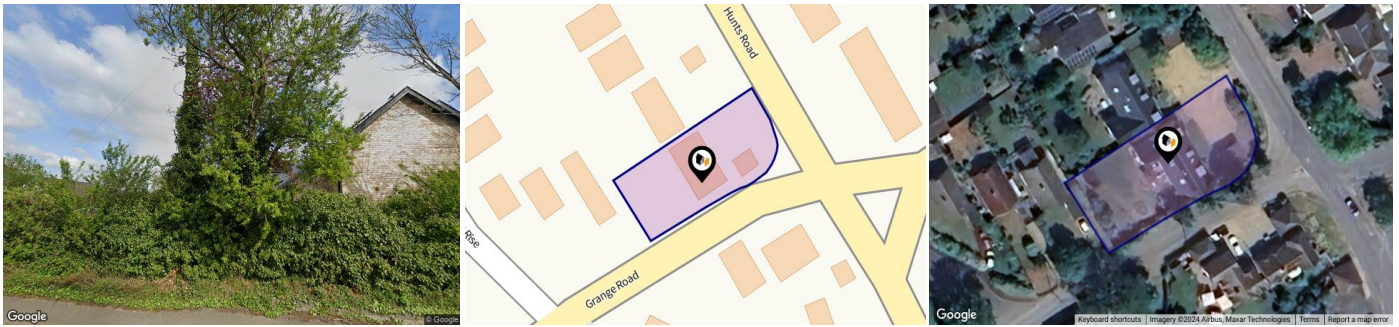 Google
© Google
Hunts Road
Rise
Grange Road
Google
Keyboard shortcuts
Imagery ©2024 Airbus, Maxar Technologies
Terms
Report a map error